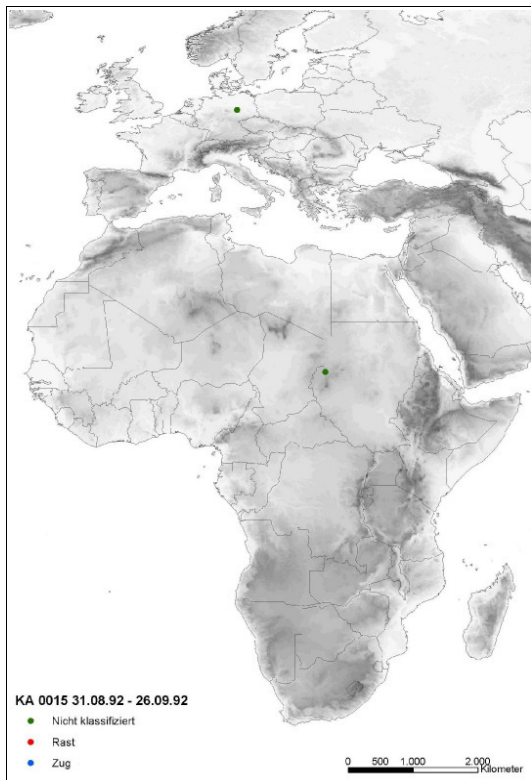 KA 0015 31.08.92 - 26.09.92
Nicht klassifiziert
Rast
Zug
0 500 1.000 2.000
Kilometer